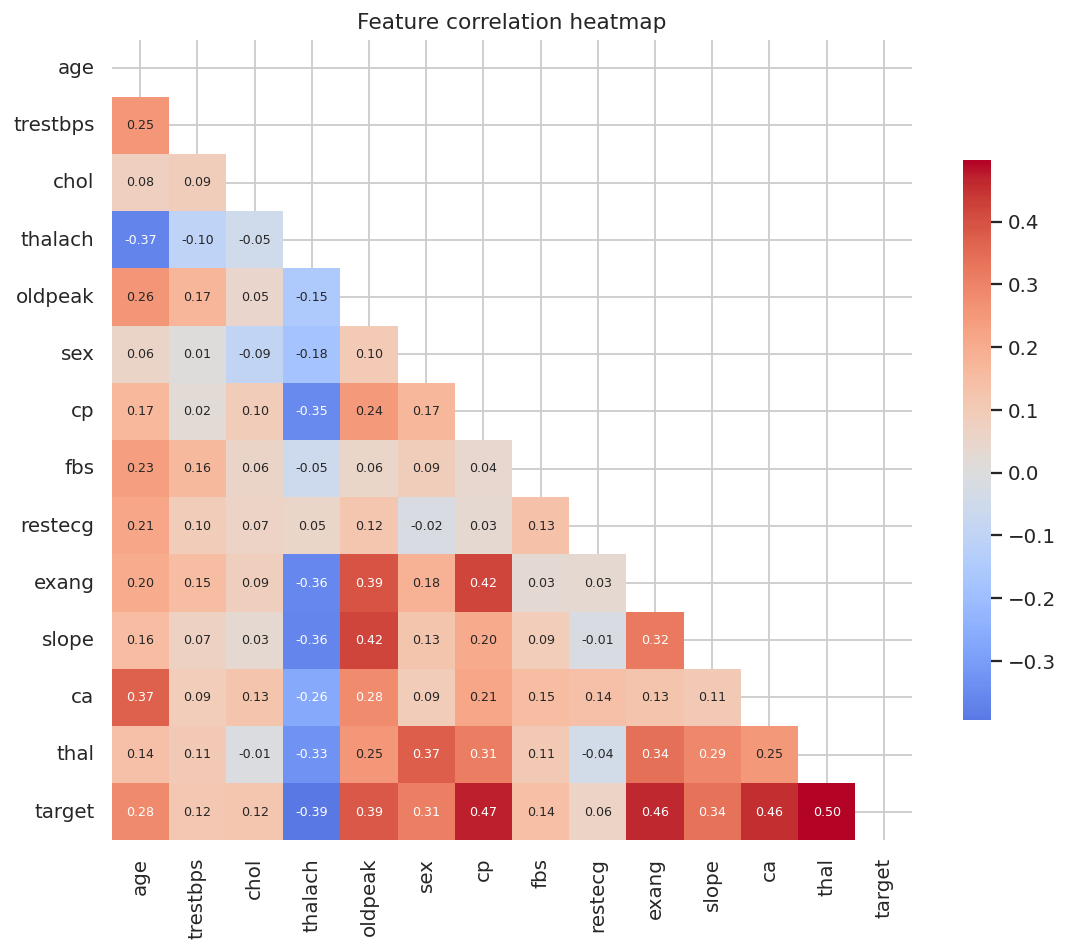 Feature correlation heatmap
age
trestbps 0.25
chol 0.08 0.09
thalach -0.37 -0.10 -0.05
oldpeak 0.26 0.17 0.05 -0.15
sex 0.06 0.01 -0.09 -0.18 0.10
cp 0.17 0.02 0.10 -0.35 0.24 0.17
fbs 0.23 0.16 0.06 -0.05 0.06 0.09 0.04
restecg 0.21 0.10 0.07 0.05 0.12 -0.02 0.03 0.13
exang 0.20 0.15 0.09 -0.36 0.39 0.18 0.42 0.03 0.03
slope 0.16 0.07 0.03 -0.36 0.42 0.13 0.20 0.09 -0.01 0.32
ca 0.37 0.09 0.13 -0.26 0.28 0.09 0.21 0.15 0.14 0.13 0.11
thal 0.14 0.11 -0.01 -0.33 0.25 0.37 0.31 0.11 -0.04 0.34 0.29 0.25
target 0.28 0.12 0.12 -0.39 0.39 0.31 0.47 0.14 0.06 0.46 0.34 0.46 0.50
age trestbps chol thalach oldpeak sex cp fbs restecg exang slope ca thal target
0.4
0.3
0.2
0.1
0.0
−0.1
−0.2
−0.3